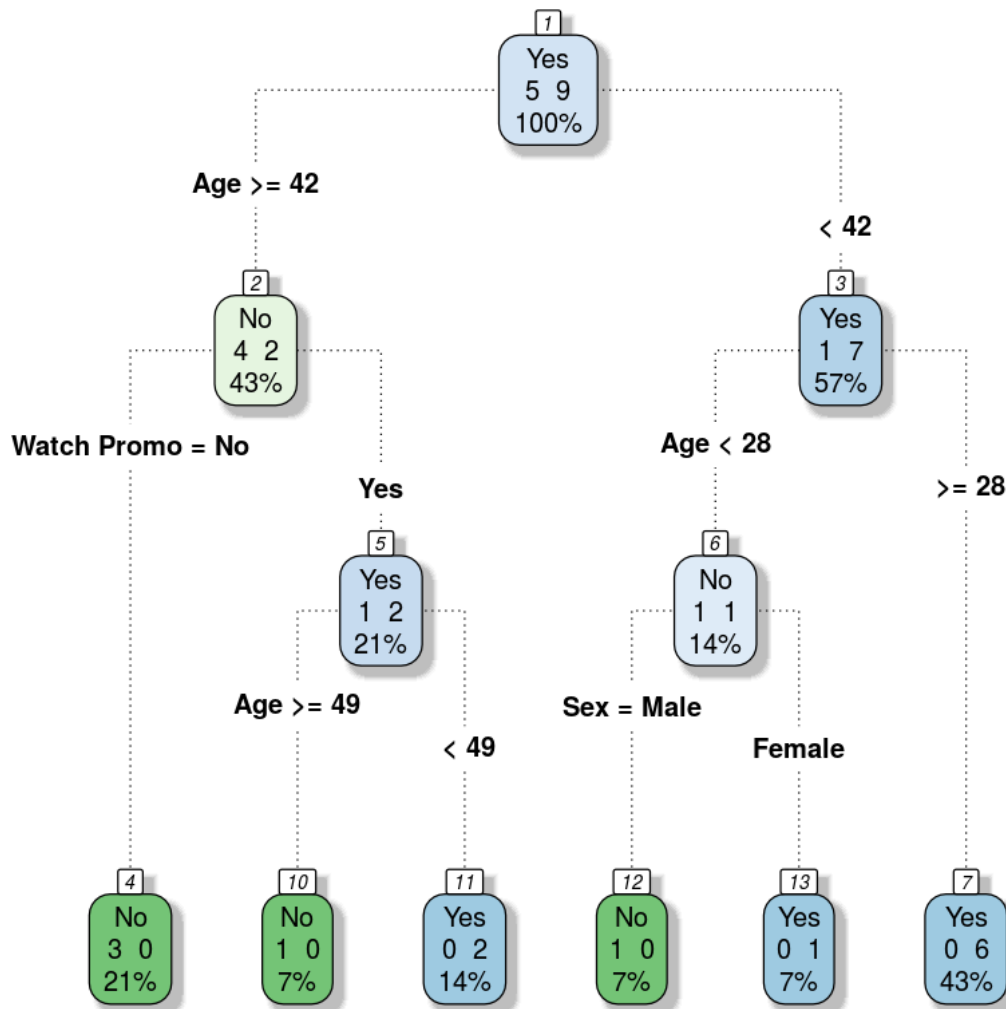 1
Yes
5 9
100%
Age >= 42
< 42
2
No
4 2
43%
3
Yes
1 7
57%
Watch Promo = No
Yes
Age < 28
>= 28
5
Yes
1 2
21%
6
No
1 1
14%
Age >= 49
< 49
Sex = Male
Female
4
No
3 0
21%
10
No
1 0
7%
11
Yes
0 2
14%
12
No
1 0
7%
13
Yes
0 1
7%
7
Yes
0 6
43%